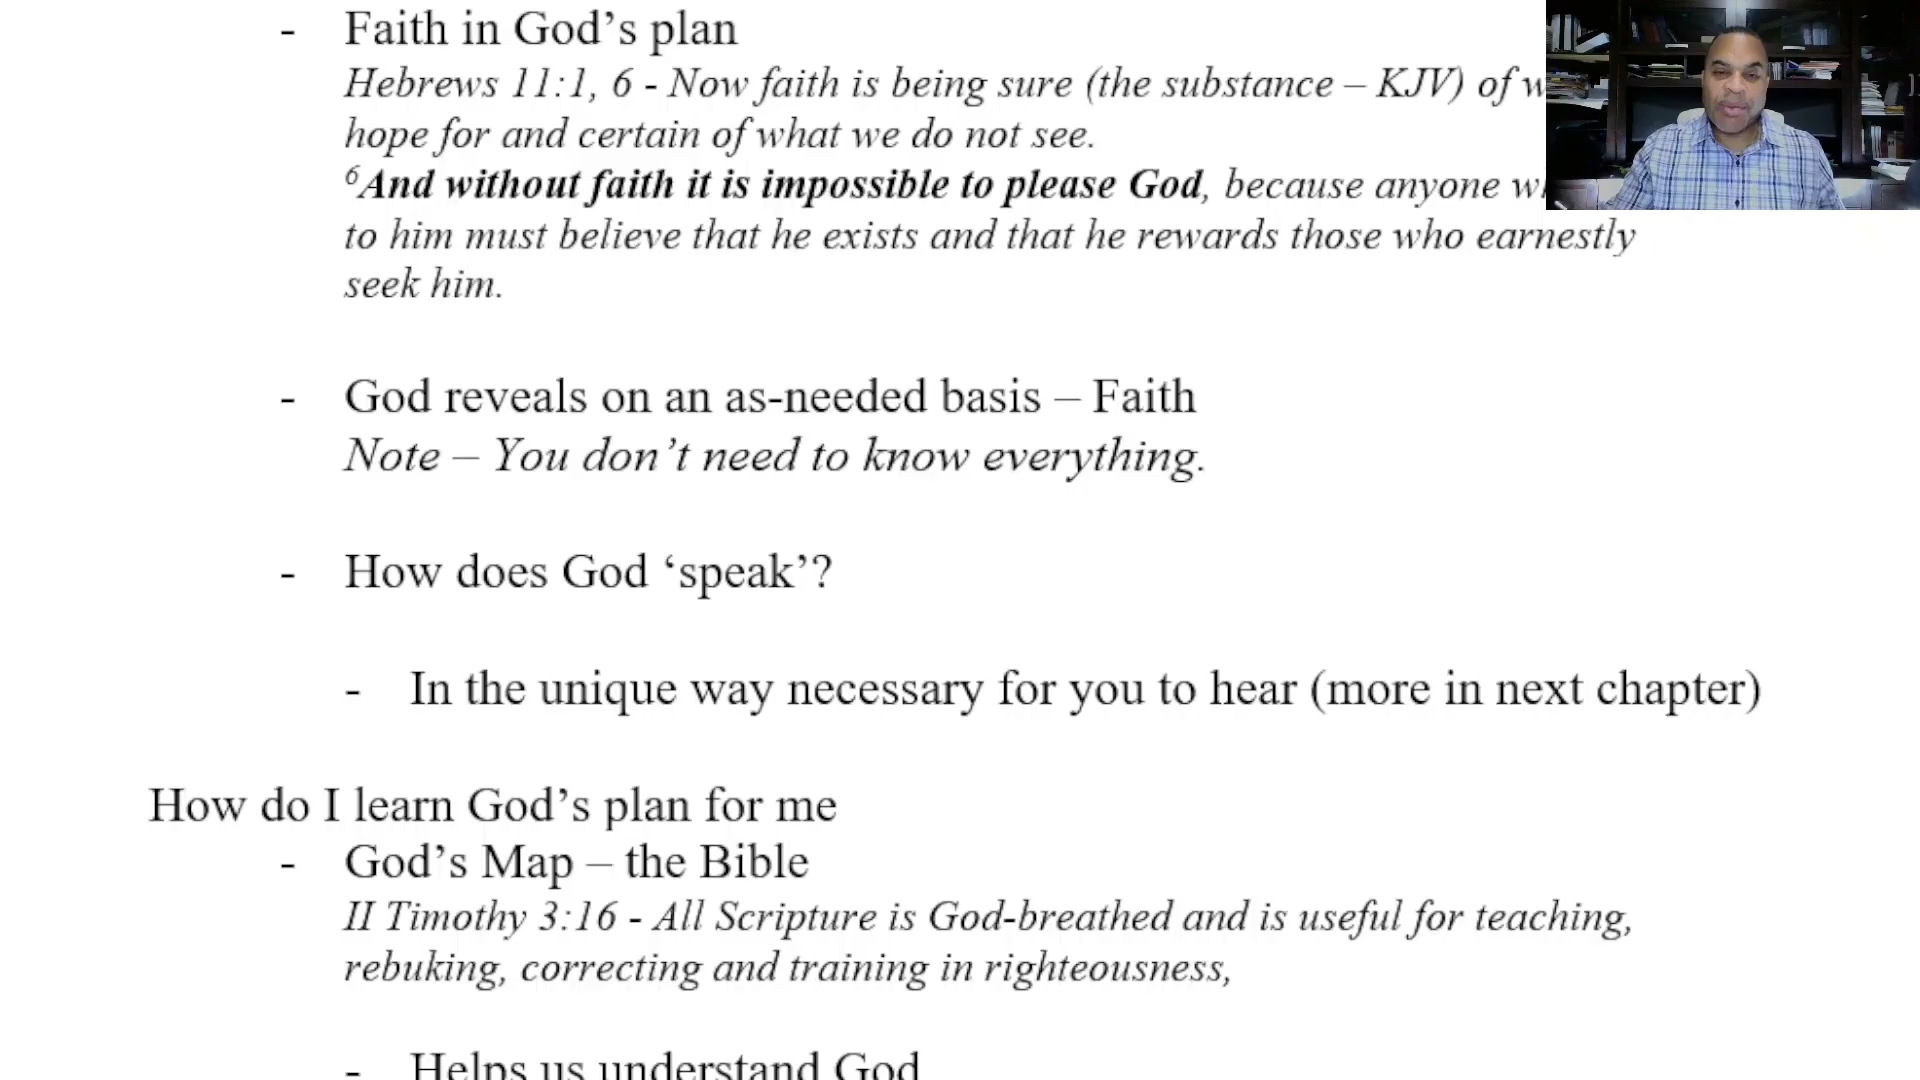 - Faith in God’s plan
Hebrews 11:1, 6 - Now faith is being sure (the substance – KJV) of
hope for and certain of what we do not see.
⁶And without faith it is impossible to please God, because anyone
to him must believe that he exists and that he rewards those who earnestly
seek him.
- God reveals on an as-needed basis – Faith
Note – You don’t need to know everything.
- How does God ‘speak’?
- In the unique way necessary for you to hear (more in next chapter)
How do I learn God’s plan for me
- God’s Map – the Bible
II Timothy 3:16 - All Scripture is God-breathed and is useful for teaching,
rebuking, correcting and training in righteousness,
- Helps us understand God